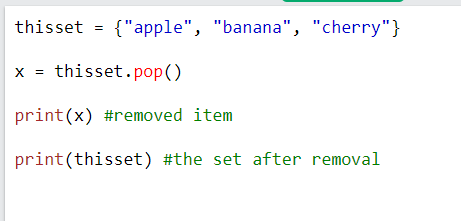 thisset = {"apple", "banana", "cherry"}
x = thisset.pop()
print(x) #removed item
print(thisset) #the set after removal